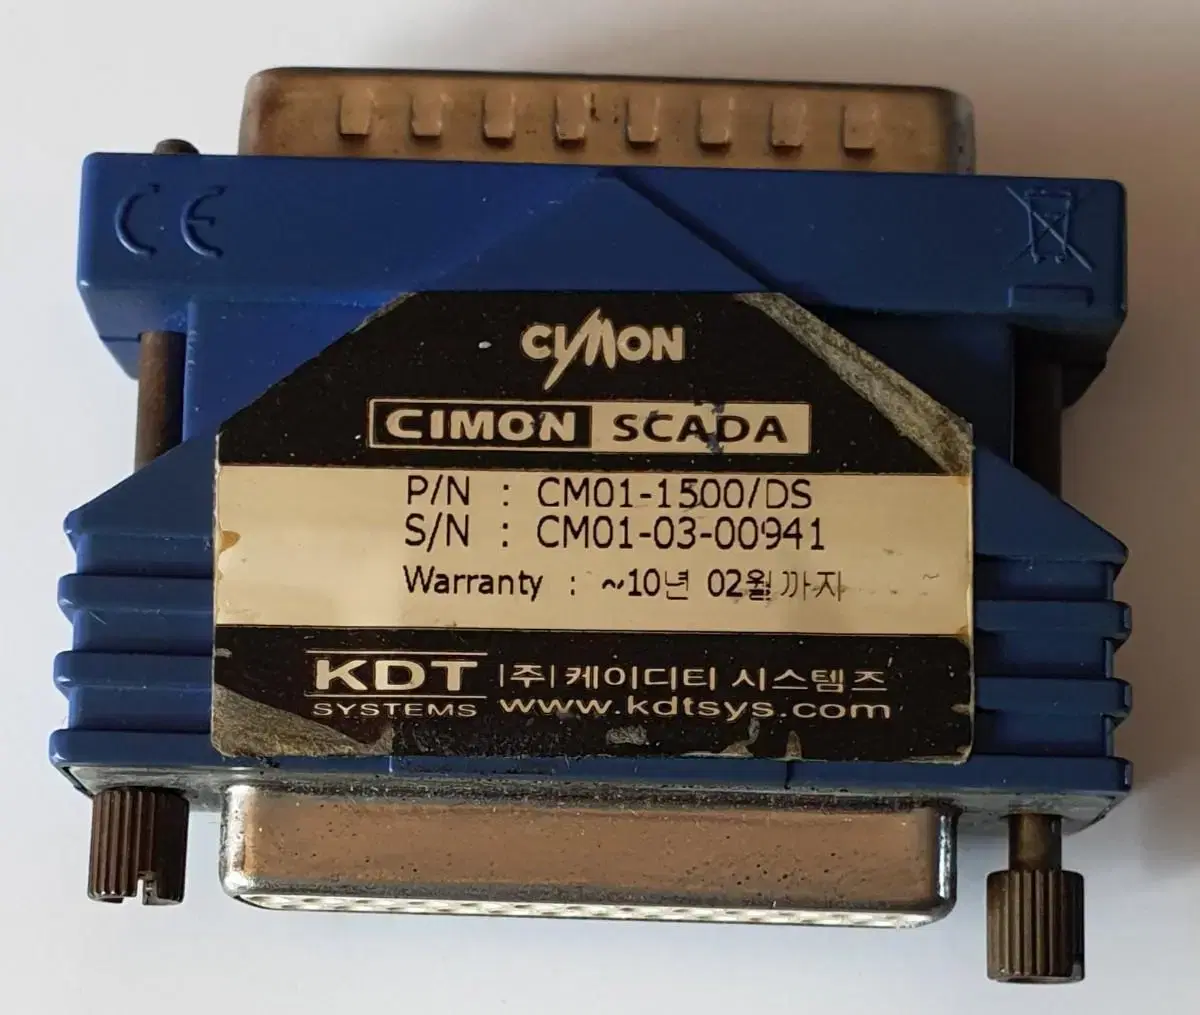 CE
CIMON
CIMON SCADA
P/N : CM01-1500/DS
S/N : CM01-03-00941
Warranty : ~10년 02월까지
KDT SYSTEMS
(주)케이디티 시스템즈
www.kdtsys.com